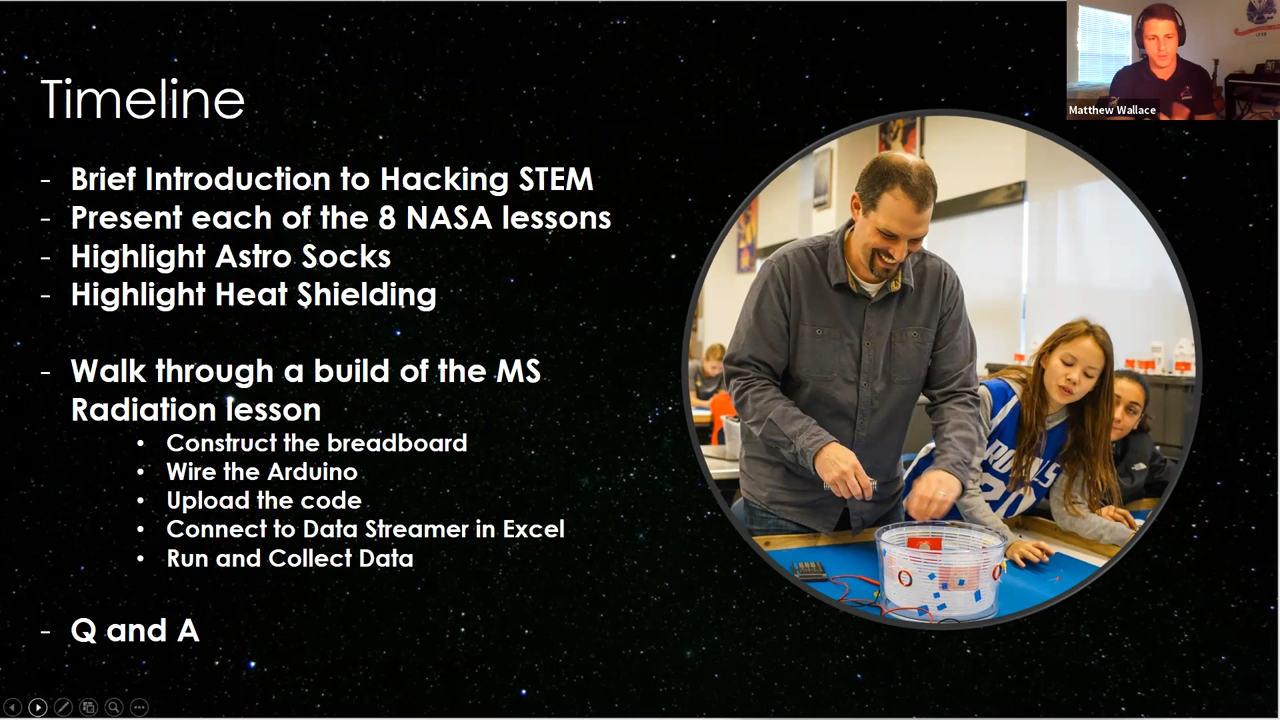 Timeline
- Brief Introduction to Hacking STEM
- Present each of the 8 NASA lessons
- Highlight Astro Socks
- Highlight Heat Shielding
- Walk through a build of the MS
Radiation lesson
• Construct the breadboard
• Wire the Arduino
• Upload the code
• Connect to Data Streamer in Excel
• Run and Collect Data
- Q and A
Matthew Wallace